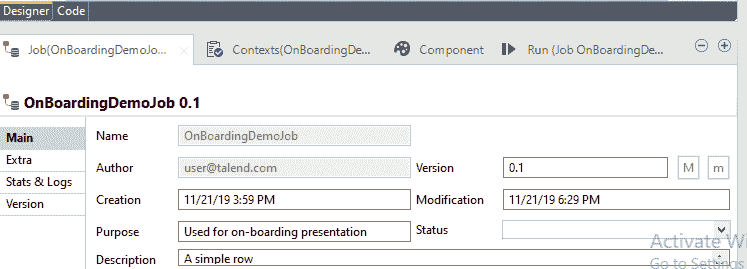 Designer Code
Job(OnBoardingDemoJo... Contexts(OnBoardingDe... Component Run (Job OnBoardingDe...
OnBoardingDemoJob 0.1
Main
Extra
Stats & Logs
Version
Name OnBoardingDemoJob
Author user@talend.com Version 0.1 M m
Creation 11/21/19 3:59 PM Modification 11/21/19 6:29 PM
Purpose Used for on-boarding presentation Status
Description A simple row
Activate W
Go to Settings